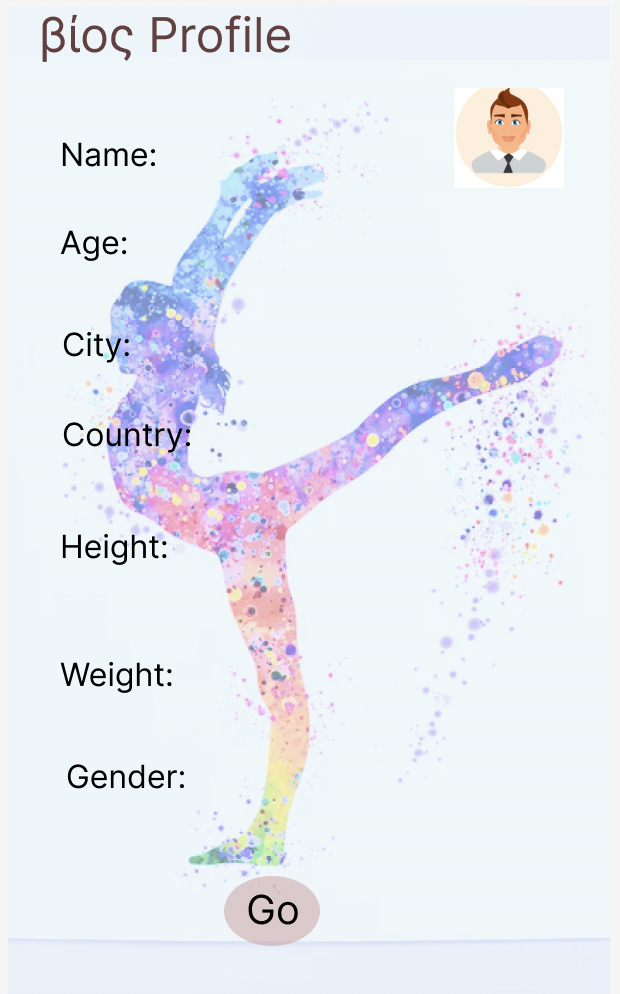 βίος Profile
Name:
Age:
City:
Country:
Height:
Weight:
Gender:
Go